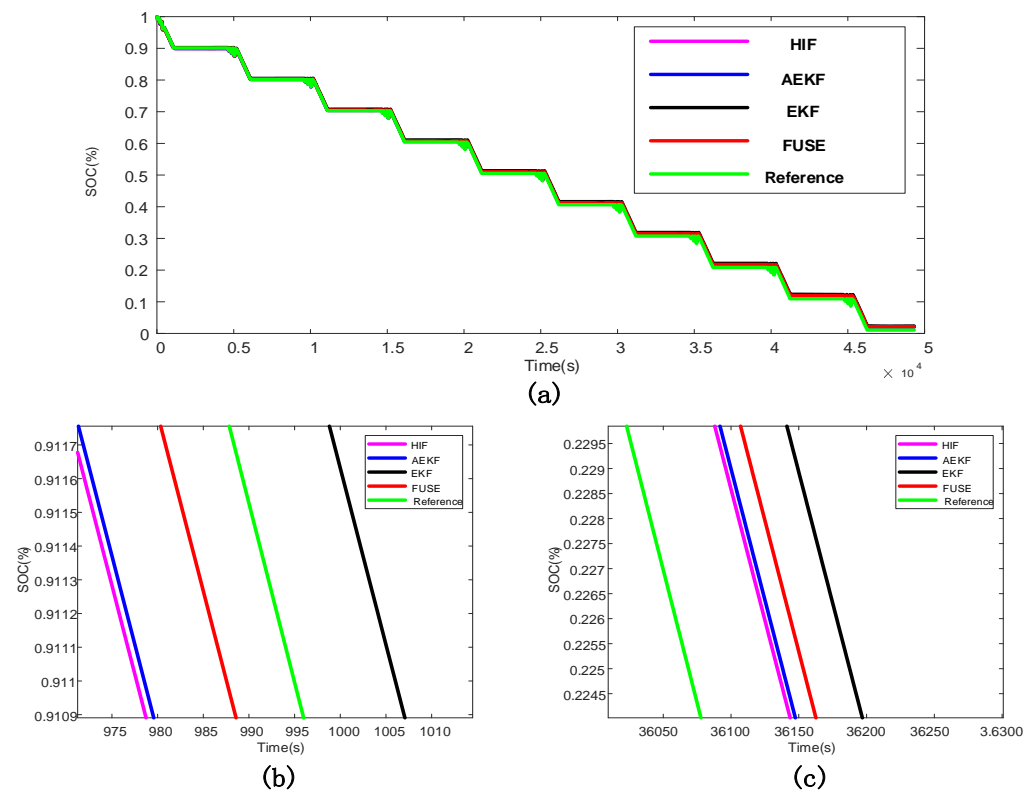 1
0.9
0.8
0.7
0.6
0.5
0.4
0.3
0.2
0.1
0
SOC(%)
HIF
AEKF
EKF
FUSE
Reference
0 0.5 1 1.5 2 2.5 3 3.5 4 4.5 5
Time(s)
× 10 4
(a)
0.9117
0.9116
0.9115
0.9114
0.9113
0.9112
0.9111
0.911
0.9109
SOC(%)
HIF
AEKF
EKF
FUSE
Reference
975 980 985 990 995 1000 1005 1010
Time(s)
(b)
0.2295
0.229
0.2285
0.228
0.2275
0.227
0.2265
0.226
0.2255
0.225
0.2245
SOC(%)
HIF
AEKF
EKF
FUSE
Reference
36050 36100 36150 36200 36250 3.6300
Time(s)
(c)